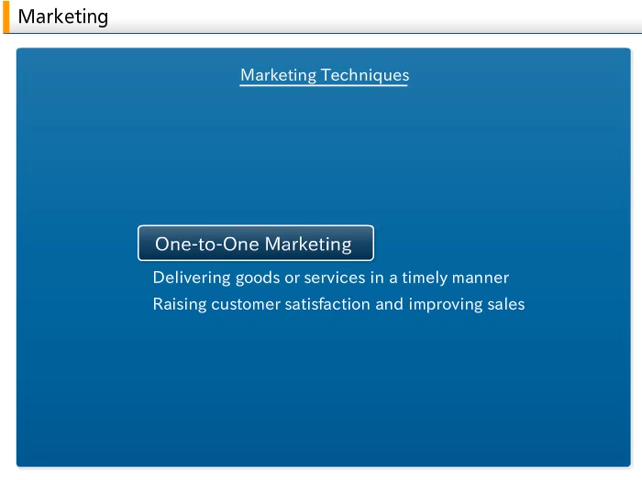 Marketing
Marketing Techniques
One-to-One Marketing
Delivering goods or services in a timely manner
Raising customer satisfaction and improving sales